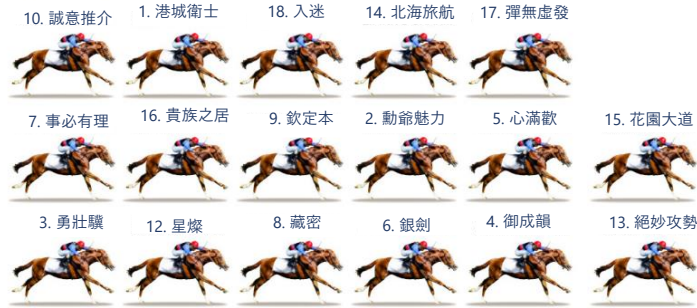 10. 誠意推介
1. 港城衛士
18. 入迷
14. 北海旅航
17. 彈無虛發
7. 事必有理
16. 貴族之居
9. 欽定本
2. 勳爺魅力
5. 心滿歡
15. 花園大道
3. 勇壯驥
12. 星燦
8. 藏密
6. 銀劍
4. 御成韻
13. 絕妙攻勢